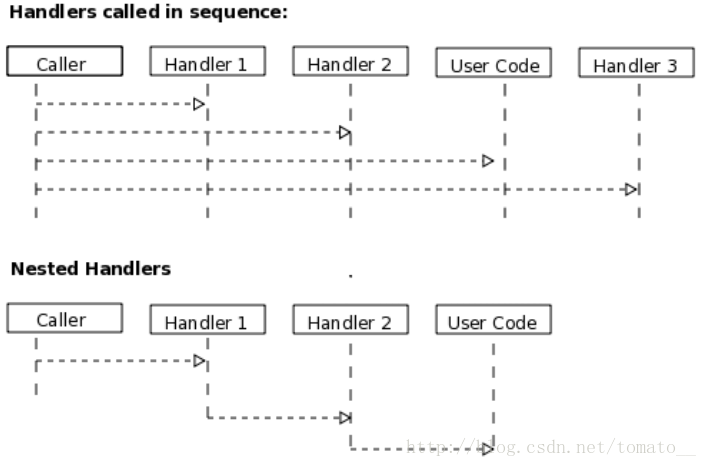 Handlers called in sequence:
Caller Handler 1 Handler 2 User Code Handler 3
Nested Handlers
Caller Handler 1 Handler 2 User Code
http://blog.csdn.net/tomato__